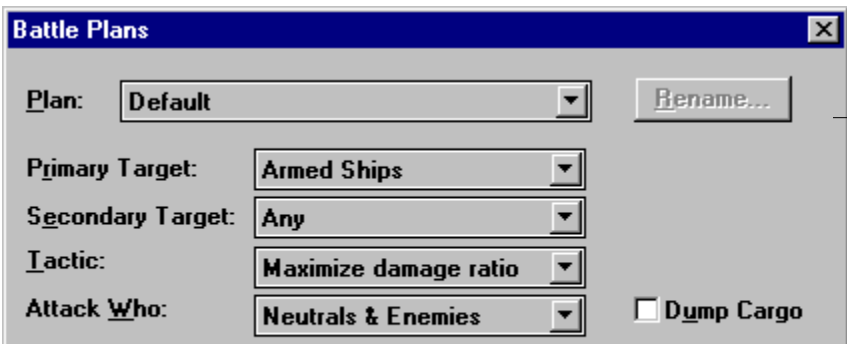 Battle Plans
Plan: Default Rename...
Primary Target: Armed Ships
Secondary Target: Any
Tactic: Maximize damage ratio
Attack Who: Neutrals & Enemies Dump Cargo